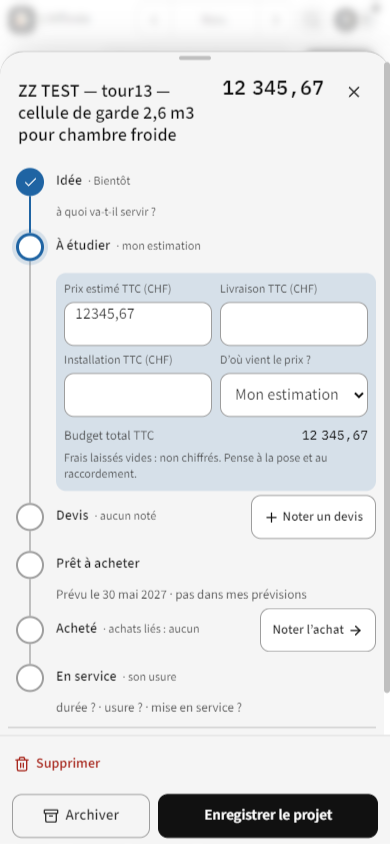 ZZ TEST — tour13 —
cellule de garde 2,6 m3
pour chambre froide
12 345,67
Idée · Bientôt
à quoi va-t-il servir ?
À étudier · mon estimation
Prix estimé TTC (CHF)
Livraison TTC (CHF)
12345,67
Installation TTC (CHF)
D'où vient le prix ?
Mon estimation
Budget total TTC
12 345,67
Frais laissés vides : non chiffrés. Pense à la pose et au
raccordement.
Devis · aucun noté
+ Noter un devis
Prêt à acheter
Prévu le 30 mai 2027 · pas dans mes prévisions
Acheté · achats liés : aucun
Noter l'achat →
En service · son usure
durée ? · usure ? · mise en service ?
Supprimer
Archiver
Enregistrer le projet